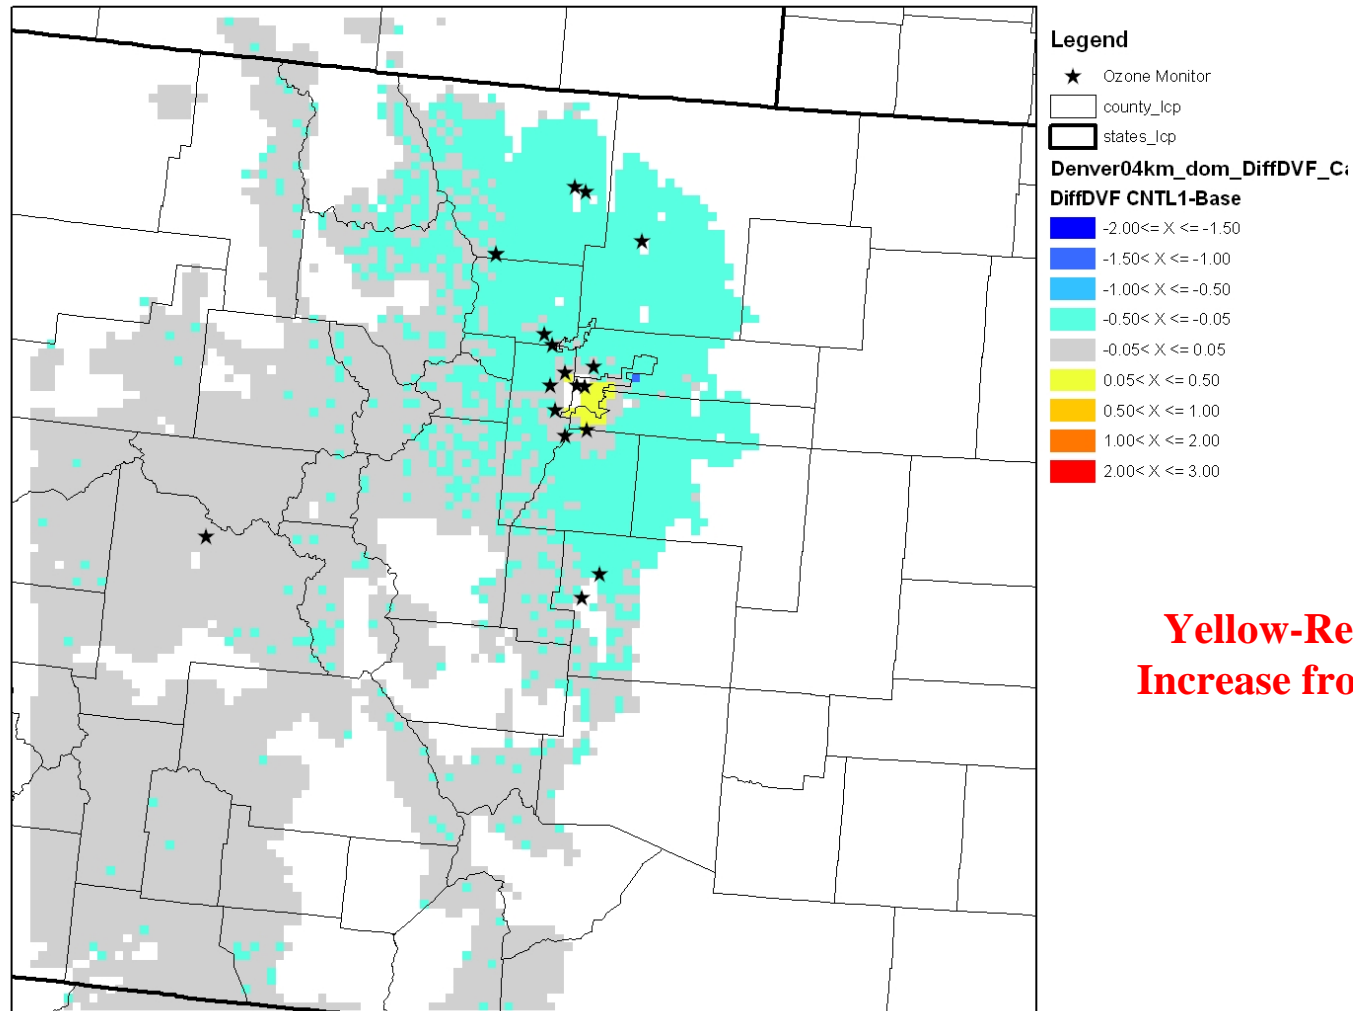 Legend
Ozone Monitor
county_lcp
states_lcp
Denver04km_dom_DiffDVF_C
DiffDVF CNTL1-Base
-2.00<= X <= -1.50
-1.50< X <= -1.00
-1.00< X <= -0.50
-0.50< X <= -0.05
-0.05< X <= 0.05
0.05< X <= 0.50
0.50< X <= 1.00
1.00< X <= 2.00
2.00< X <= 3.00
Yellow-Re
Increase fro